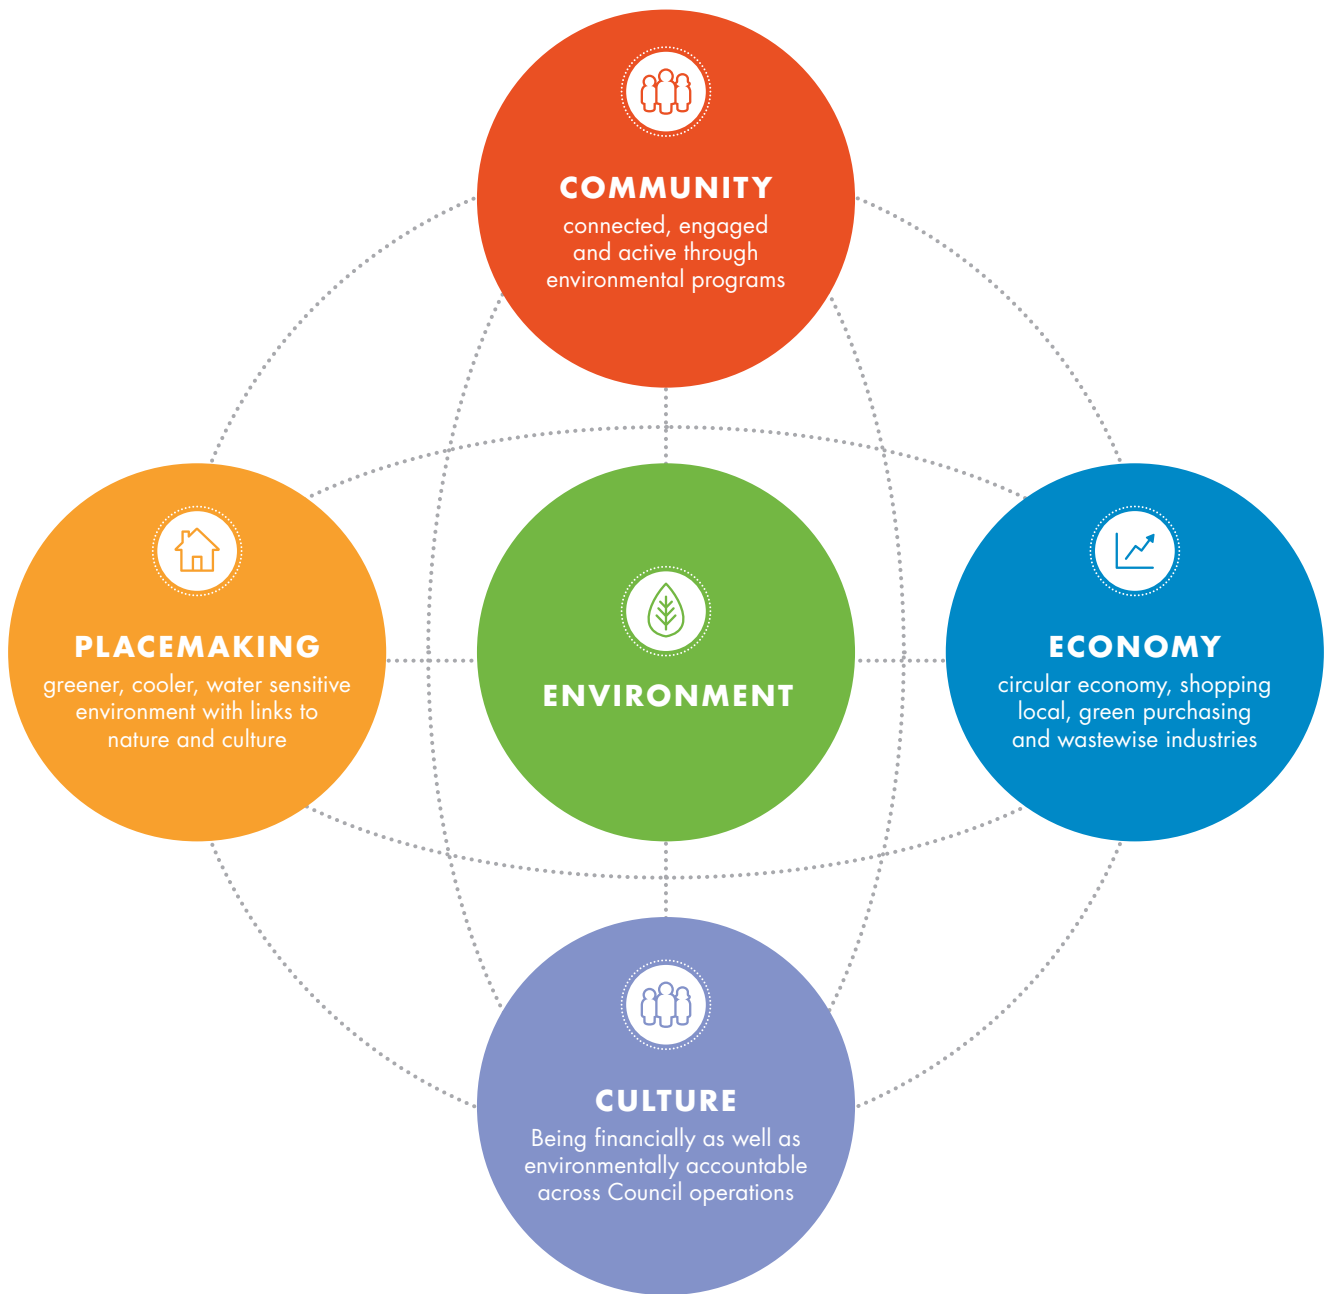 COMMUNITY
connected, engaged
and active through
environmental programs
PLACEMAKING
greener, cooler, water sensitive
environment with links to
nature and culture
ENVIRONMENT
ECONOMY
circular economy, shopping
local, green purchasing
and wastewise industries
CULTURE
Being financially as well as
environmentally accountable
across Council operations